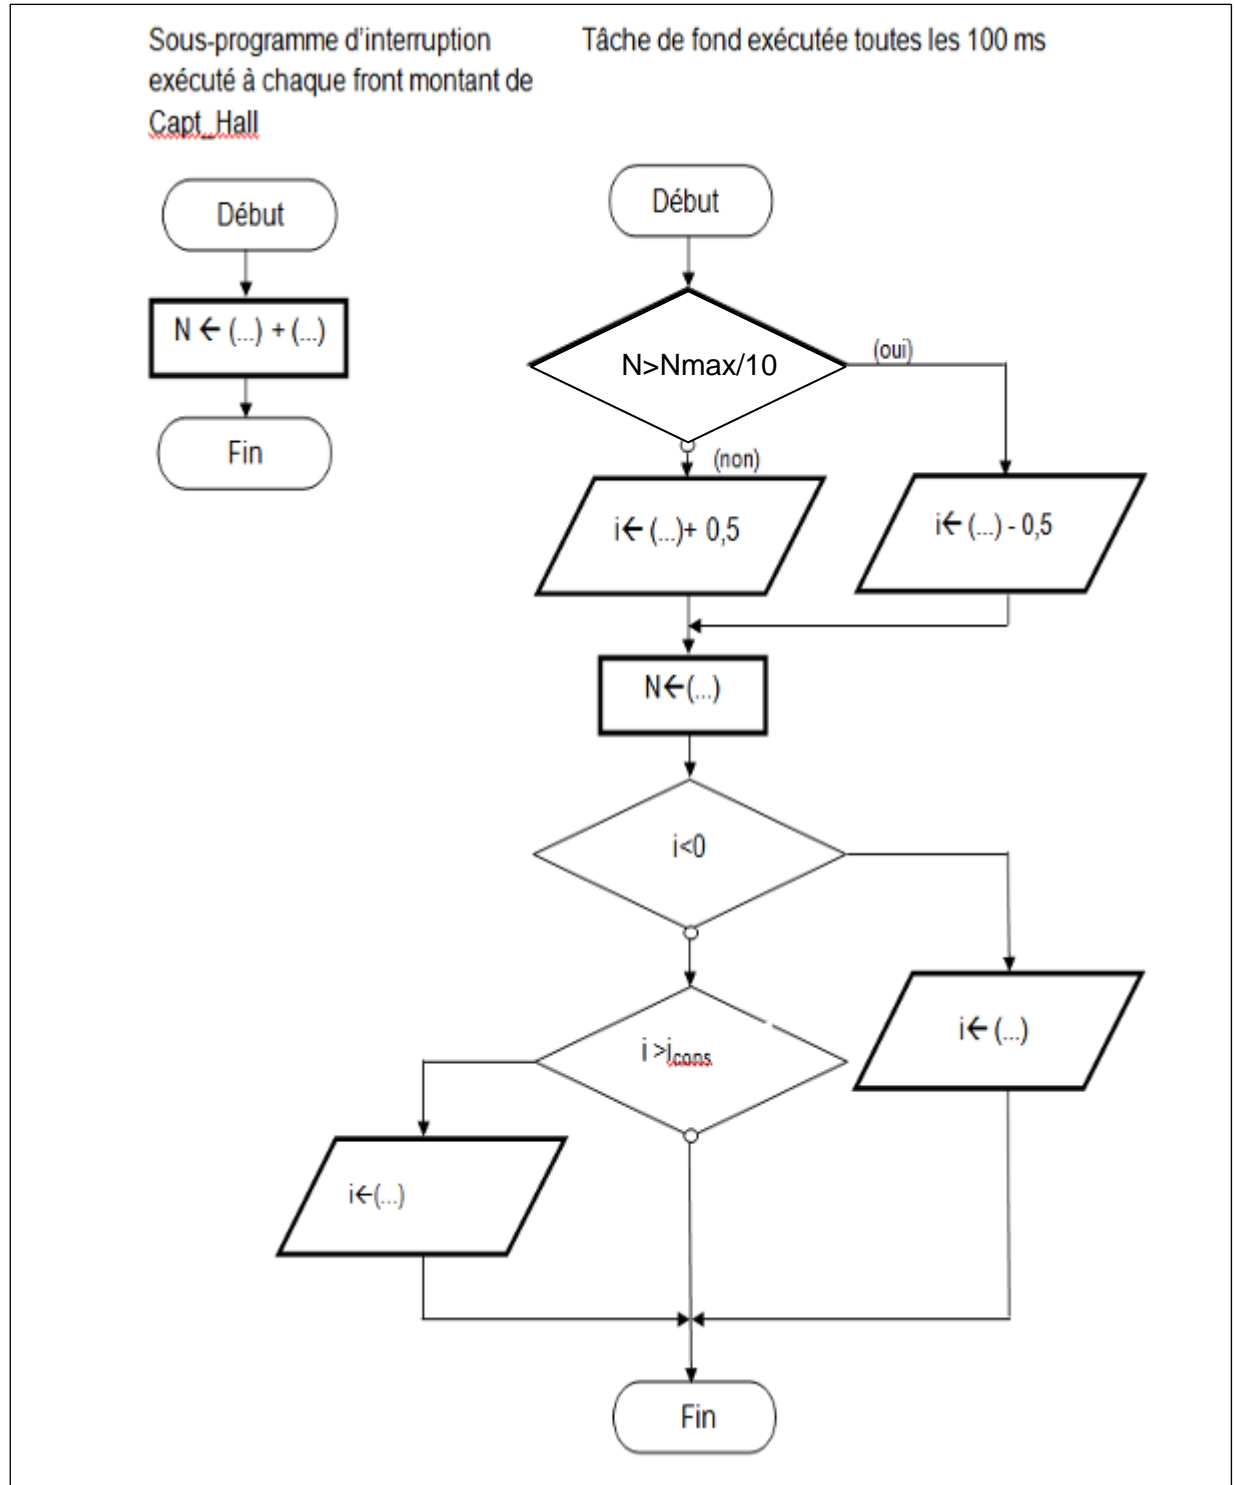 Sous-programme d'interruption
exécuté à chaque front montant de
Capt_Hall
Tâche de fond exécutée toutes les 100 ms
Début
N ← (...) + (...)
Fin
Début
N>Nmax/10
(oui)
(non)
i← (...)+ 0,5
i← (...) - 0,5
N←(...)
i<0
i >icons
i← (...)
i←(...)
Fin